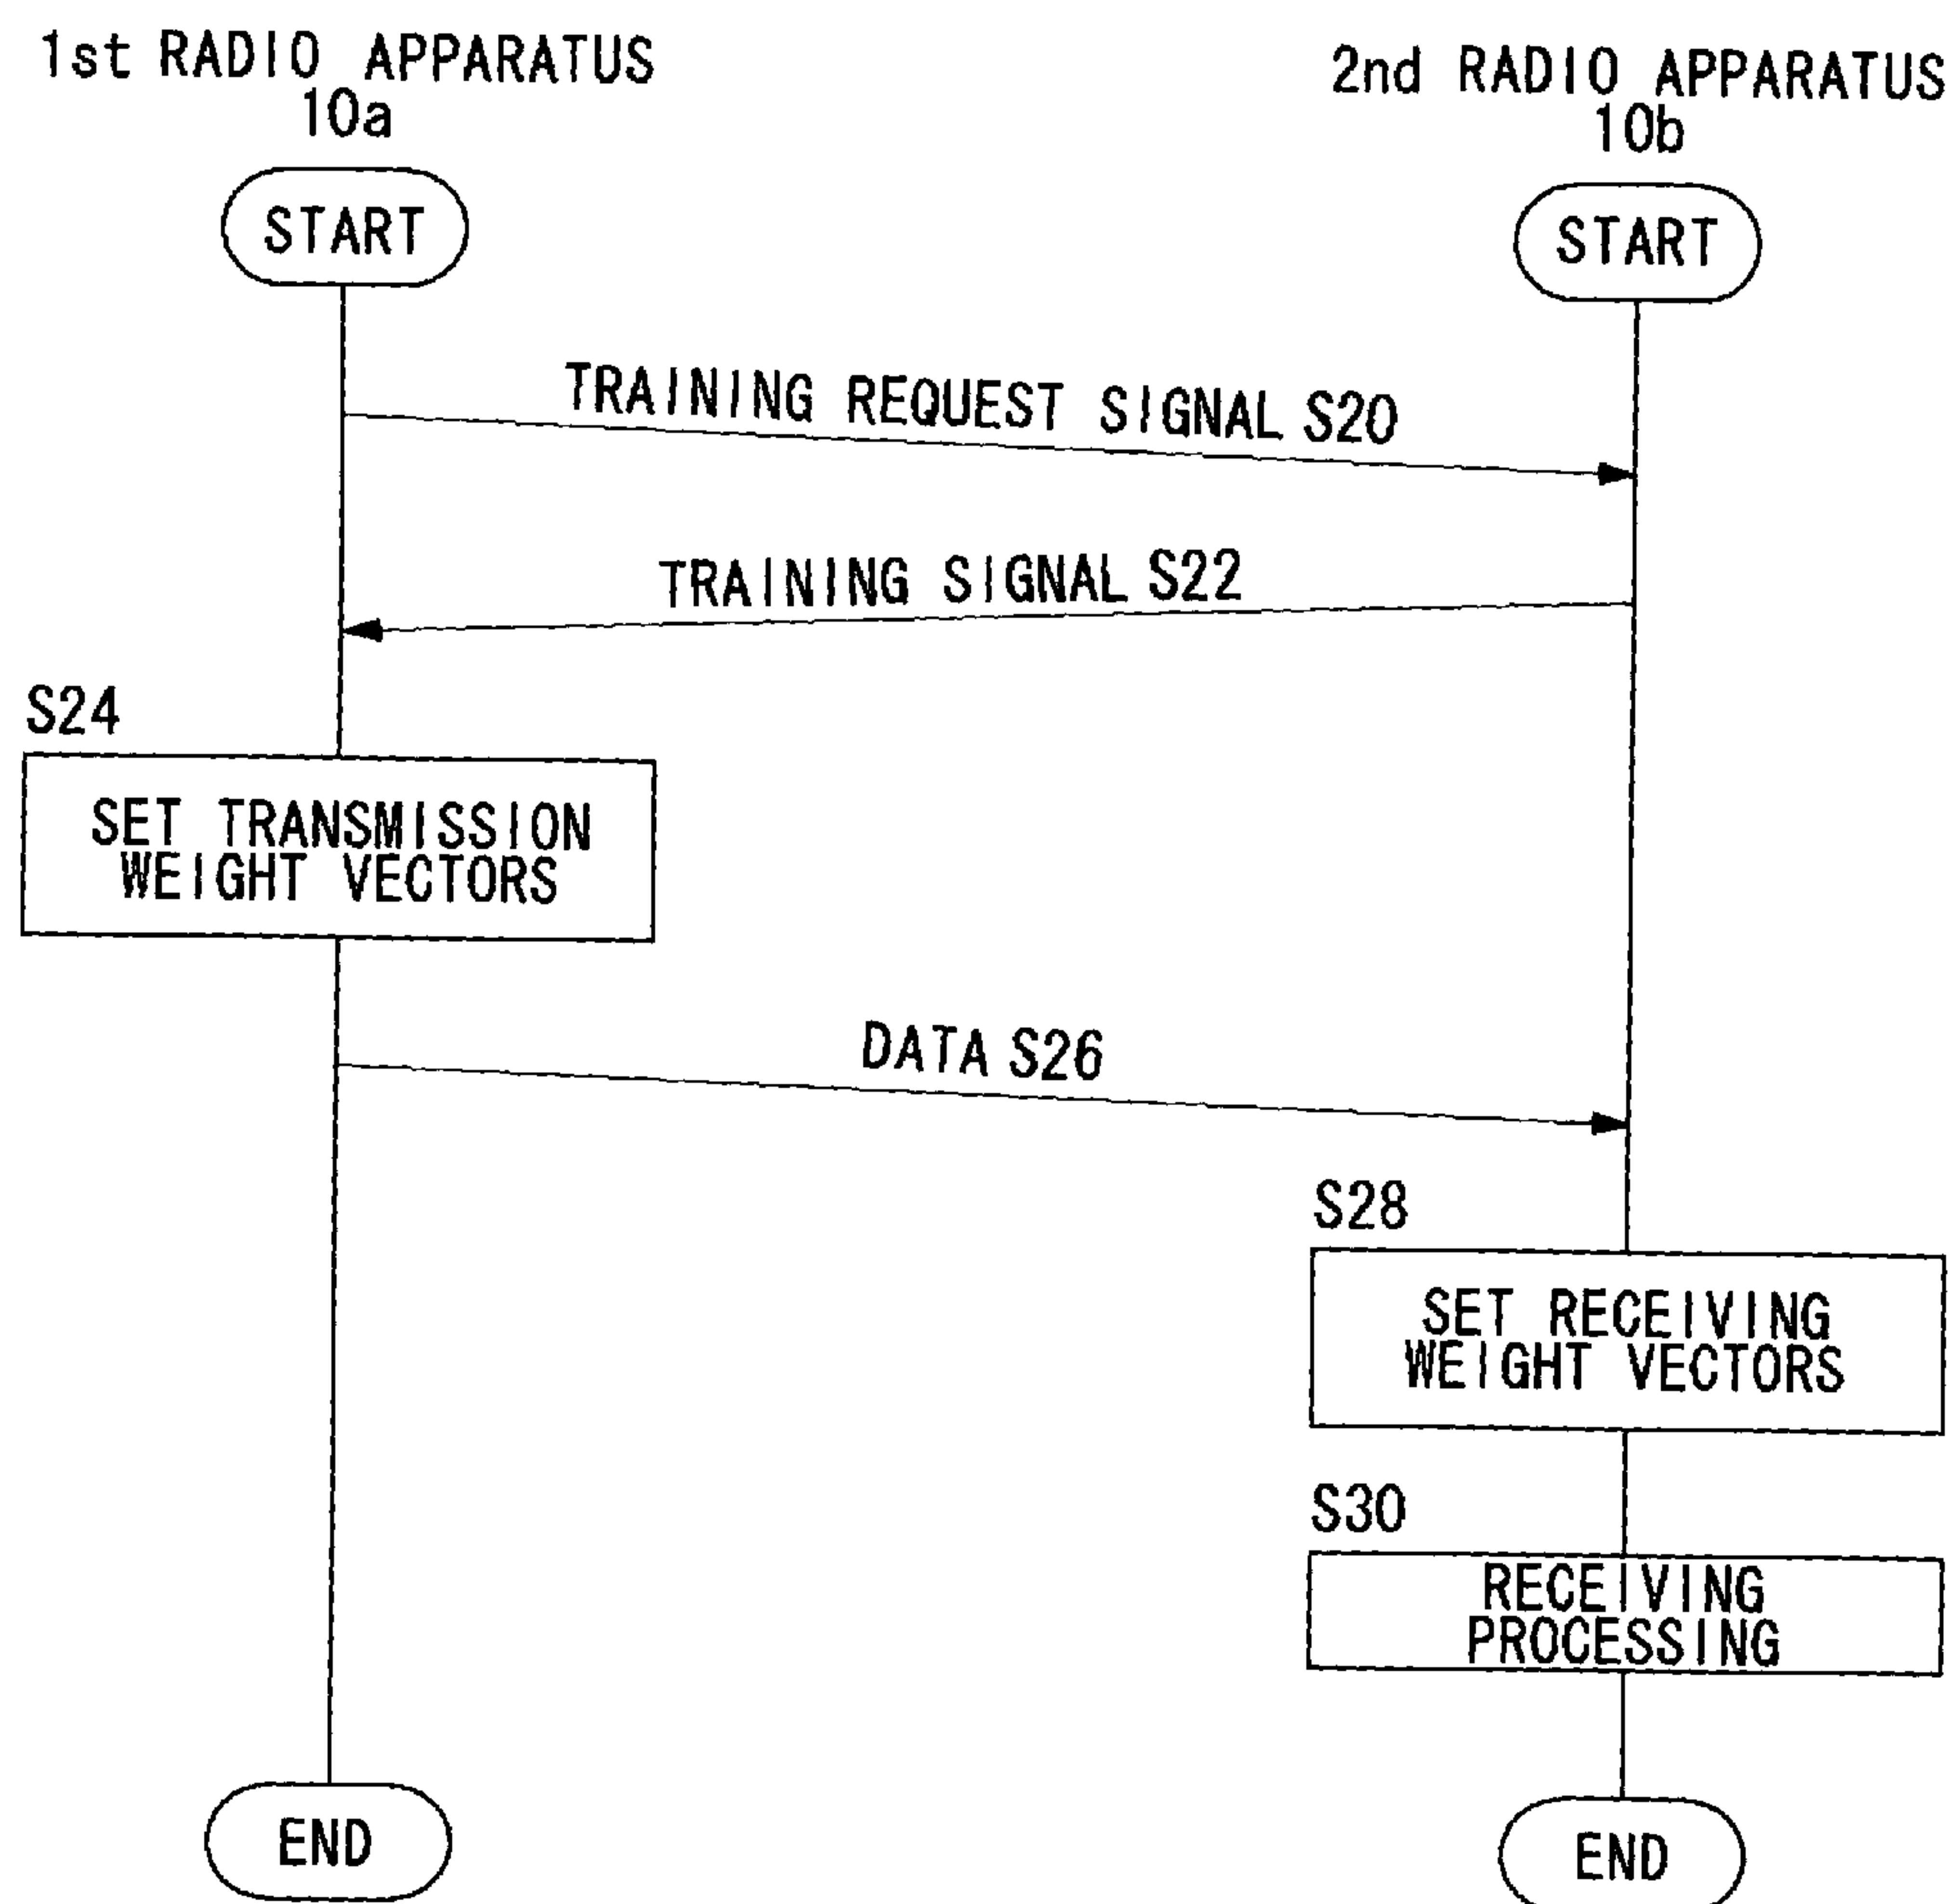 1st RADIO APPARATUS
10a
2nd RADIO APPARATUS
10b
START
START
TRAINING REQUEST SIGNAL S20
TRAINING SIGNAL S22
S24
SET TRANSMISSION
WEIGHT VECTORS
DATA S26
S28
SET RECEIVING
WEIGHT VECTORS
S30
RECEIVING
PROCESSING
END
END